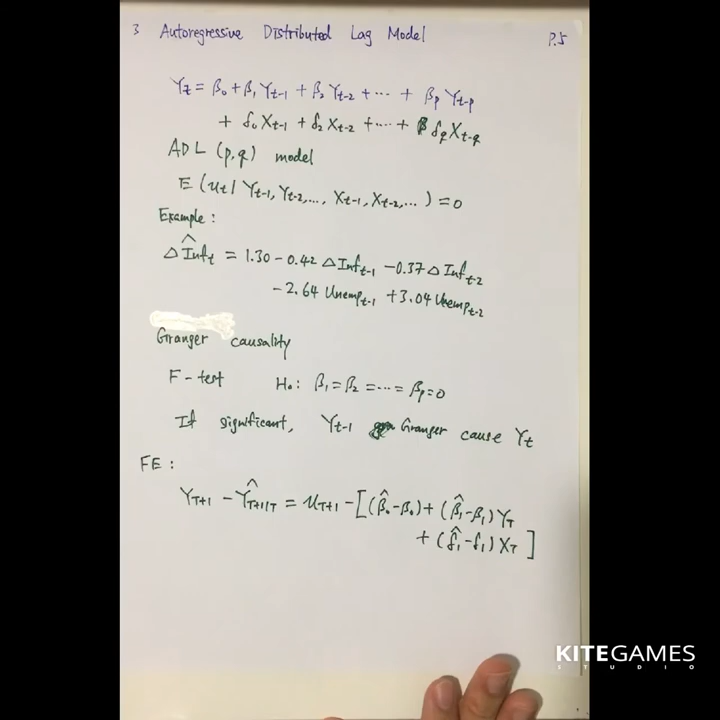 3 Autoregressive Distributed Lag Model P.5
Yt = β₀ + β₁ Yt-1 + β₂ Yt-2 + ... + βp Yt-p
+ δ₀ Xt-1 + δ₂ Xt-2 + ... + δq Xt-q
ADL (p,q) model
E (ut | Yt-1, Yt-2, ..., Xt-1, Xt-2, ...) = 0
Example:
Δ Inf̂t = 1.30 - 0.42 Δ Inft-1 - 0.37 Δ Inft-2
- 2.64 Unempt-1 + 3.04 Unempt-2
Granger causality
F-test H₀: β₁ = β₂ = ... = βp = 0
If significant, Yt-1 Granger cause Yt
FE:
YT+1 - ŶT+1|T = uT+1 - [(β̂₀ - β₀) + (β̂₁ - β₁) YT
+ (δ̂₁ - δ₁) XT ]
KITEGAMES
STUDIO